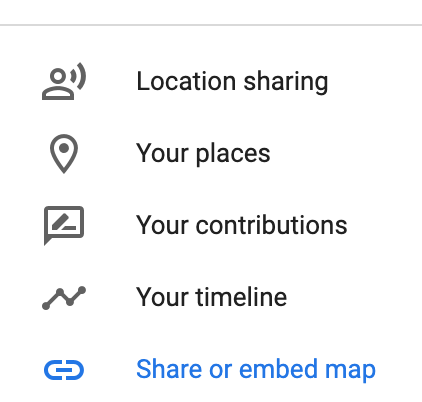 Location sharing
Your places
Your contributions
Your timeline
Share or embed map